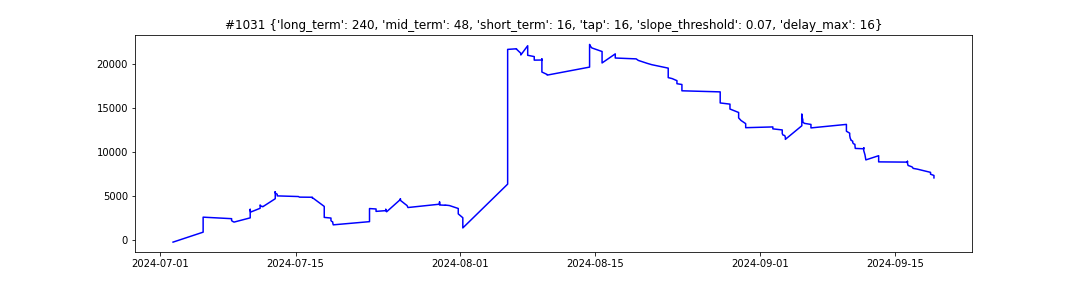 #1031 {'long_term': 240, 'mid_term': 48, 'short_term': 16, 'tap': 16, 'slope_threshold': 0.07, 'delay_max': 16}
20000
15000
10000
5000
0
2024-07-01 2024-07-15 2024-08-01 2024-08-15 2024-09-01 2024-09-15